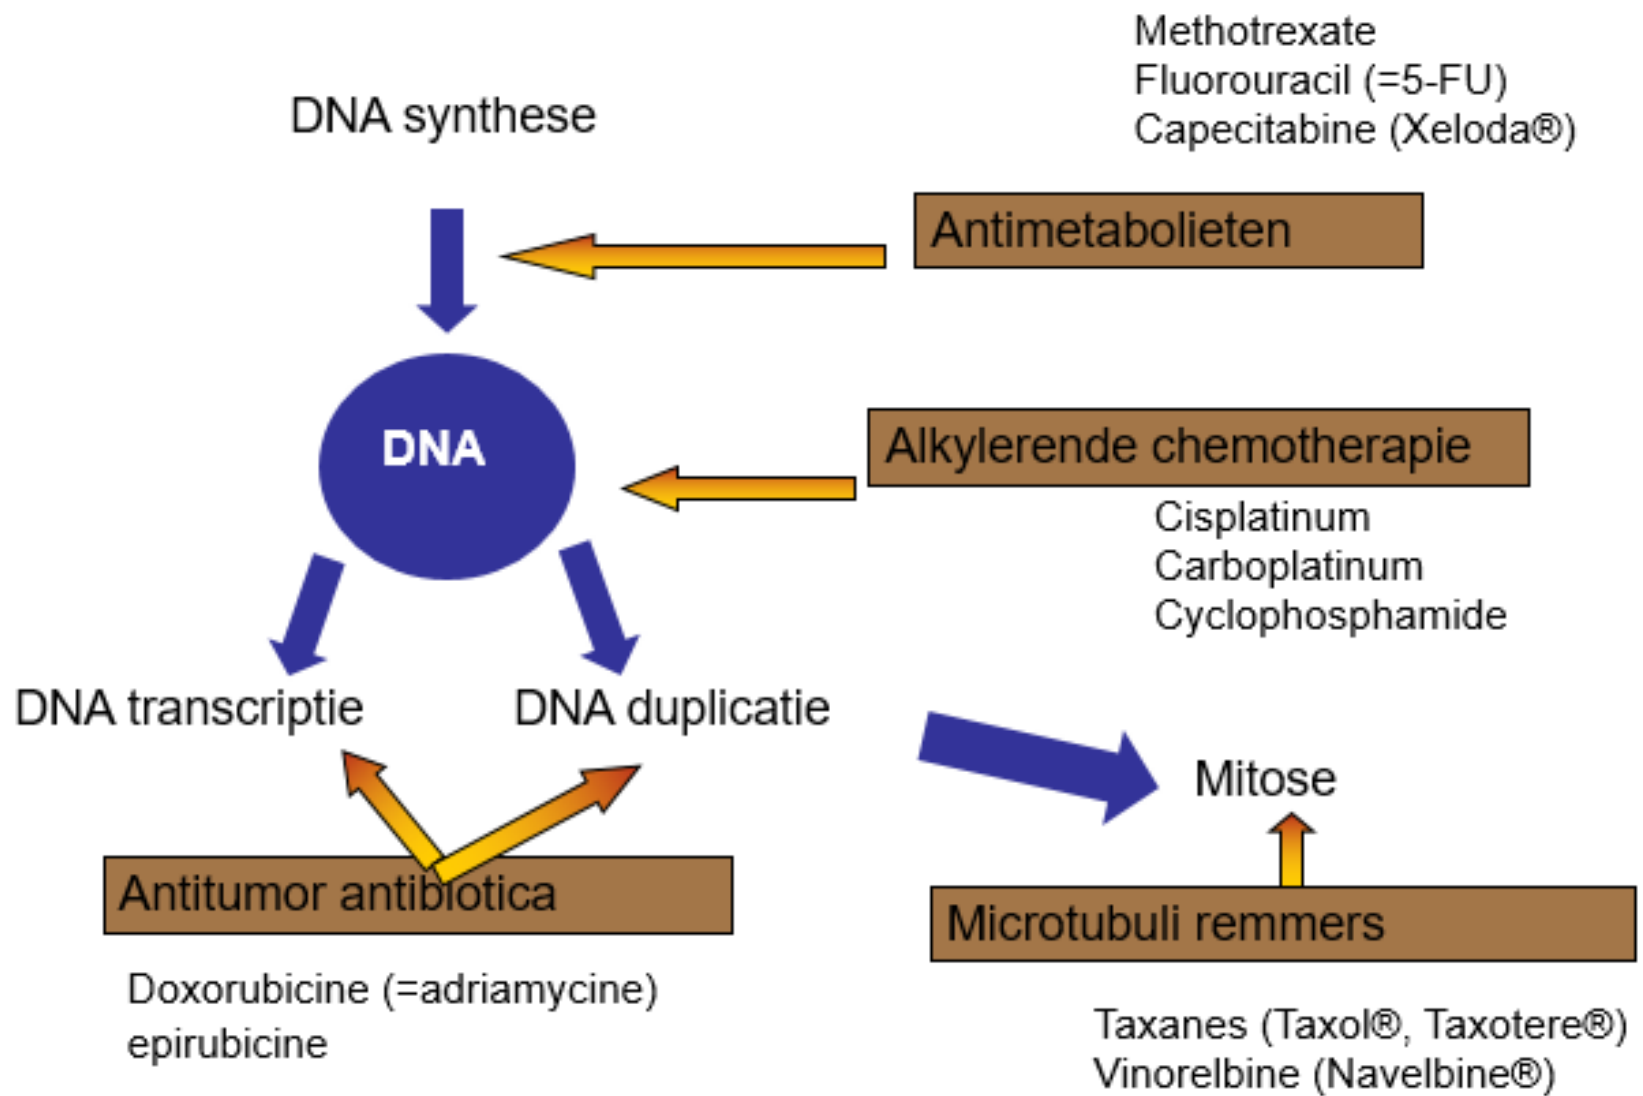 Methotrexate
Fluorouracil (=5-FU)
Capecitabine (Xeloda®)
DNA synthese
Antimetabolieten
DNA
Alkylerende chemotherapie
Cisplatinum
Carboplatinum
Cyclophosphamide
DNA transcriptie
DNA duplicatie
Mitose
Antitumor antibiotica
Microtubuli remmers
Doxorubicine (=adriamycine)
epirubicine
Taxanes (Taxol®, Taxotere®)
Vinorelbine (Navelbine®)